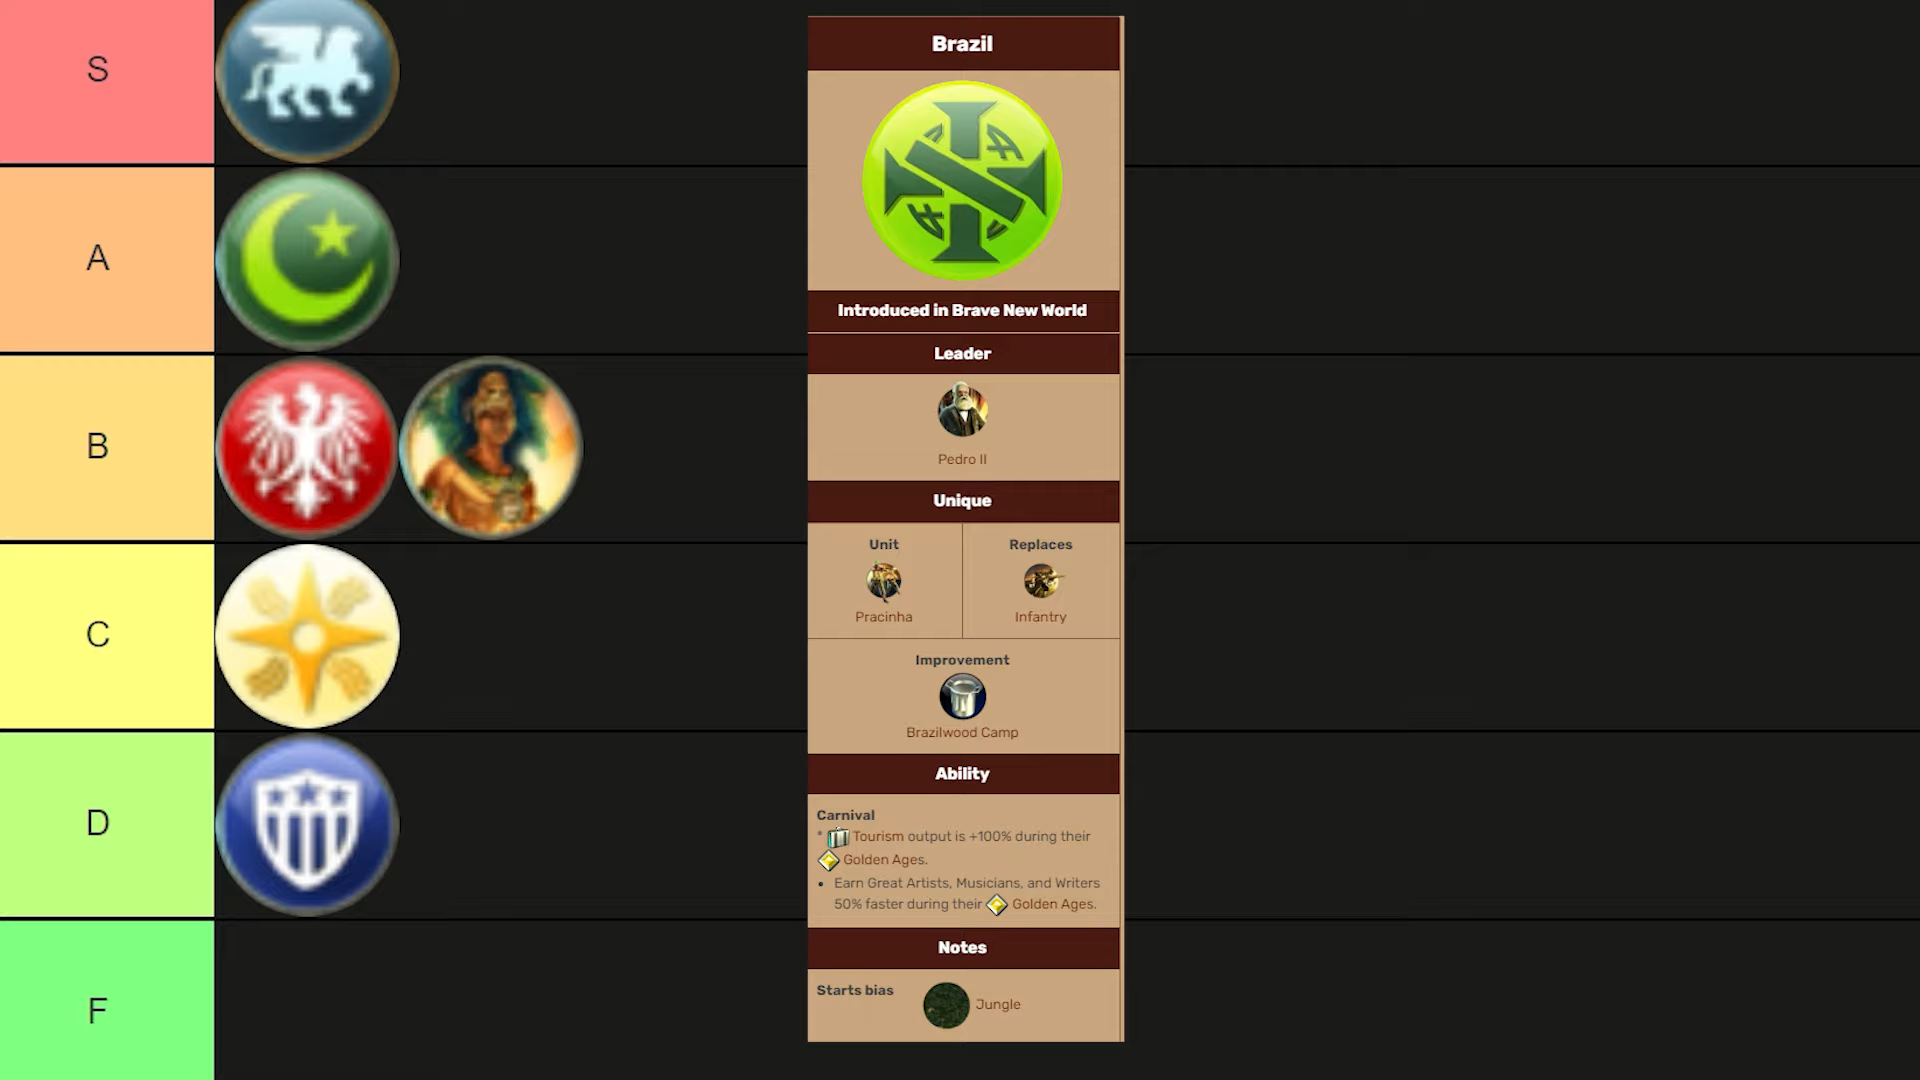 S
A
B
C
D
F
Brazil
Introduced in Brave New World
Leader
Pedro II
Unique
Unit
Replaces
Pracinha
Infantry
Improvement
Brazilwood Camp
Ability
Carnival
* Tourism output is +100% during their
Golden Ages.
• Earn Great Artists, Musicians, and Writers
50% faster during their Golden Ages.
Notes
Starts bias
Jungle